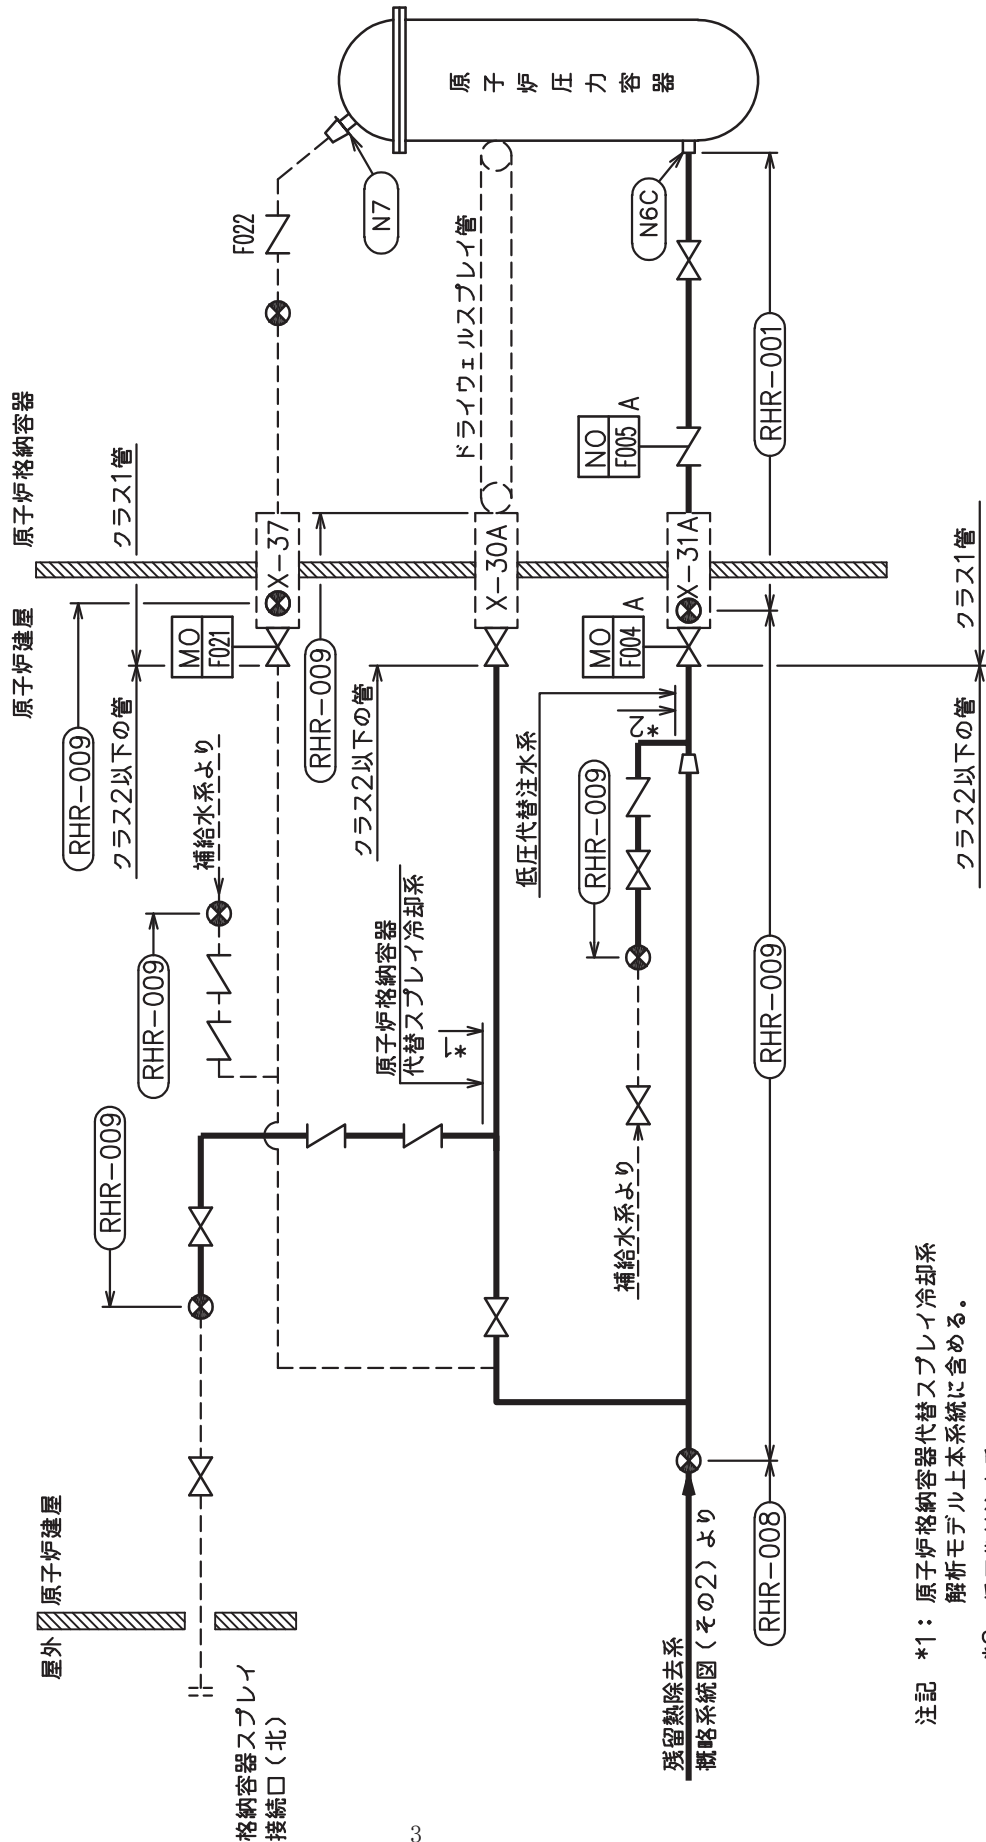 原子炉建屋
原子炉格納容器
屋外
原子炉建屋
RHR-009
クラス2以下の管
クラス1管
RHR-009
RHR-009
補給水系より
MO
F021
X-37
F022
N7
格納容器スプレイ
接続口(北)
RHR-009
クラス2以下の管
原子炉格納容器
代替スプレイ冷却系
*1
X-30A
ドライウェルスプレイ管
原子炉圧力容器
低圧代替注水系
*2
RHR-009
補給水系より
MO
F004
A
X-31A
NO
F005
A
N6C
残留熱除去系
概略系統図(その2)より
RHR-008
RHR-009
RHR-001
クラス2以下の管
クラス1管
注記 *1: 原子炉格納容器代替スプレイ冷却系
解析モデル上本系統に含める。
3